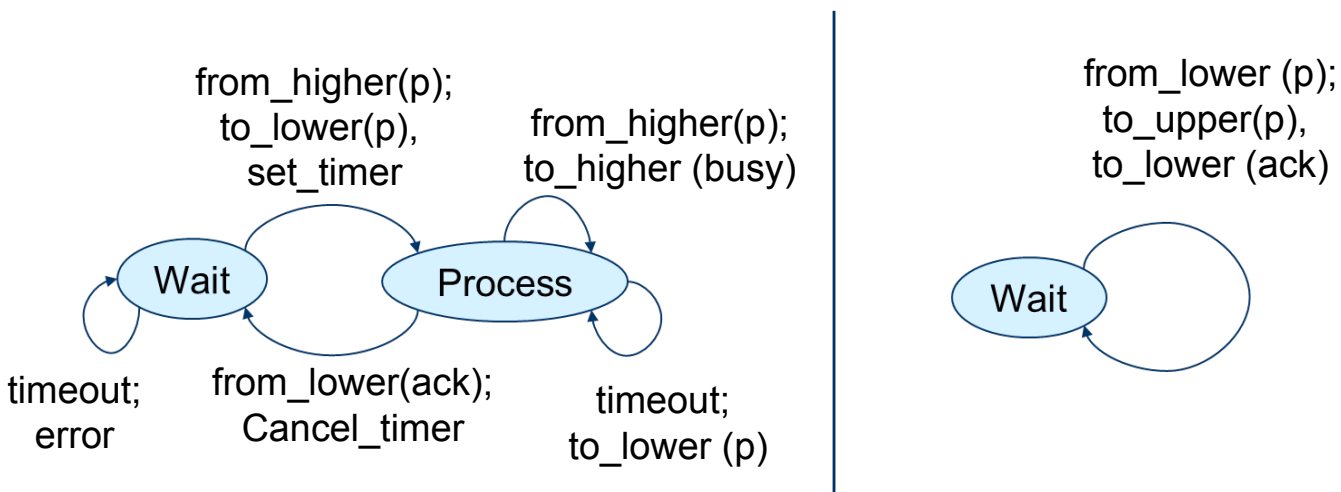 from_higher(p);
to_lower(p),
set_timer
from_higher(p);
to_higher (busy)
Wait
Process
timeout;
error
from_lower(ack);
Cancel_timer
timeout;
to_lower (p)
from_lower (p);
to_upper(p),
to_lower (ack)
Wait